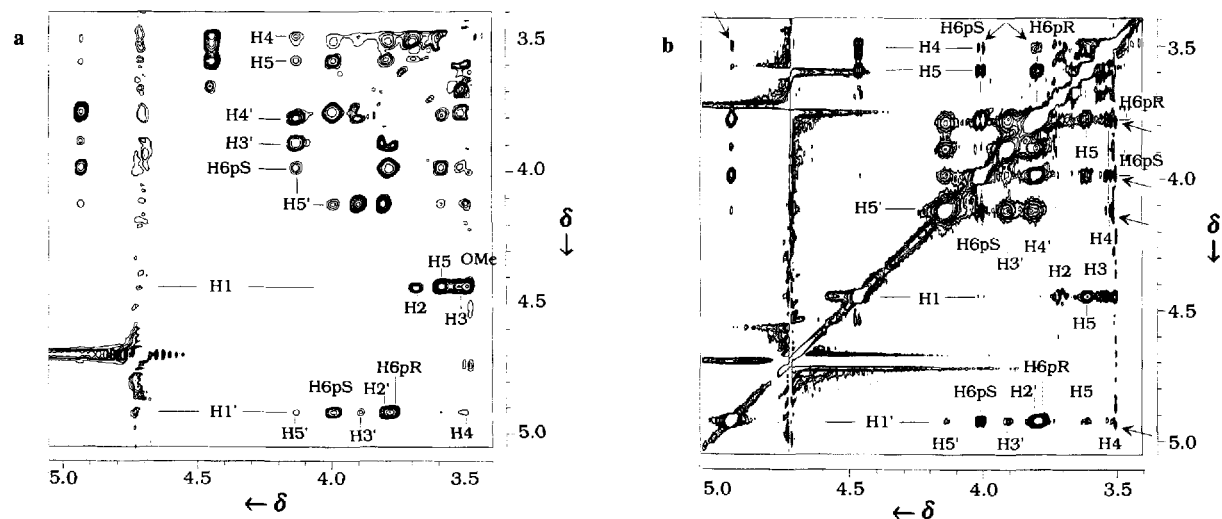 a
H4
H5
H4'
H3'
H6pS
H5'
H1
H5 OMe
H2
H3
H6pS H2' H6pR
H1'
H5' H3' H4
3.5
4.0
4.5
5.0
δ
↓
5.0 4.5 4.0 3.5
← δ
b
H6pS H6pR
H4
H5
H6pR
H5
H6pS
H5'
H6pS H3' H4' H4
H2 H3
H1
H5
H6pS H2' H6pR H5
H1'
H5' H3' H4
3.5
4.0
4.5
5.0
δ
↓
5.0 4.5 4.0 3.5
← δ